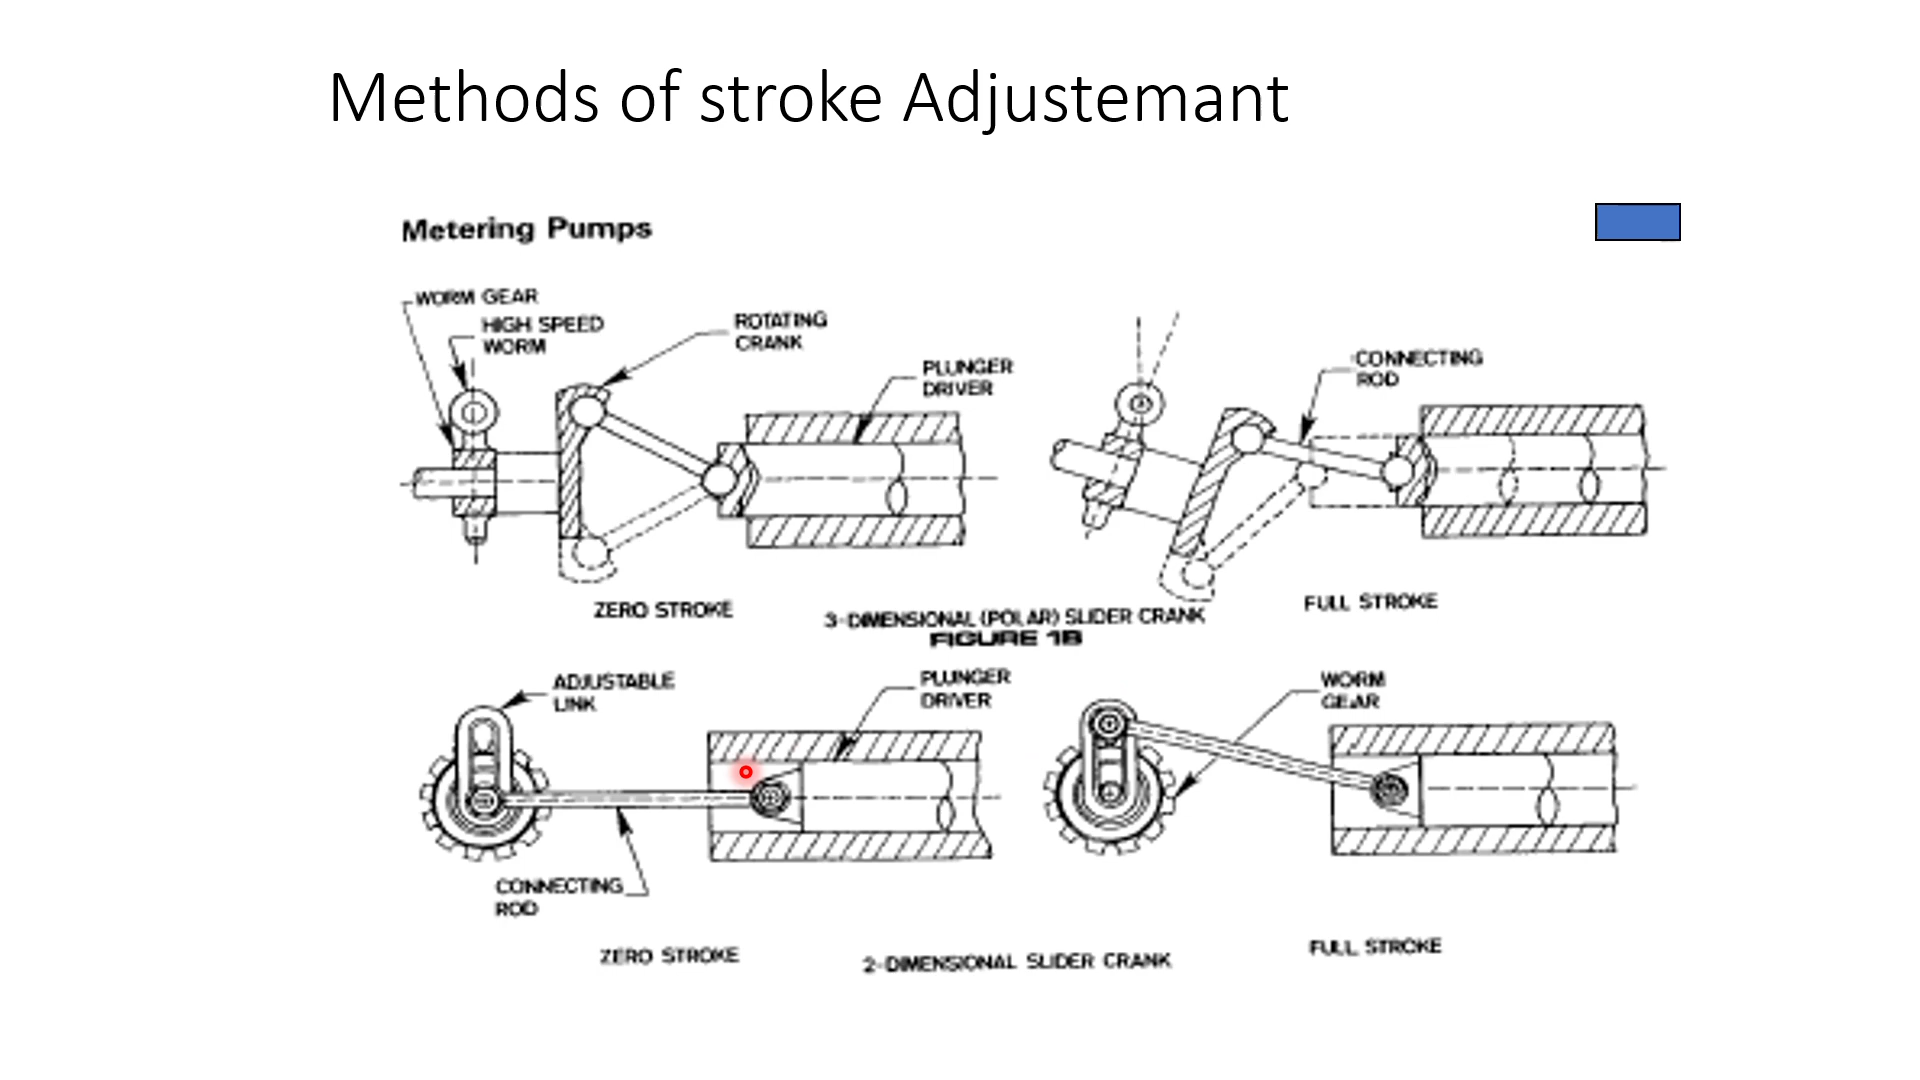 Methods of stroke Adjustemant
Metering Pumps
WORM GEAR
HIGH SPEED
WORM
ROTATING
CRANK
PLUNGER
DRIVER
CONNECTING
ROD
ZERO STROKE
3-DIMENSIONAL (POLAR) SLIDER CRANK
FULL STROKE
FIGURE 1B
ADJUSTABLE
LINK
PLUNGER
DRIVER
WORM
GEAR
CONNECTING
ROD
ZERO STROKE
2-DIMENSIONAL SLIDER CRANK
FULL STROKE